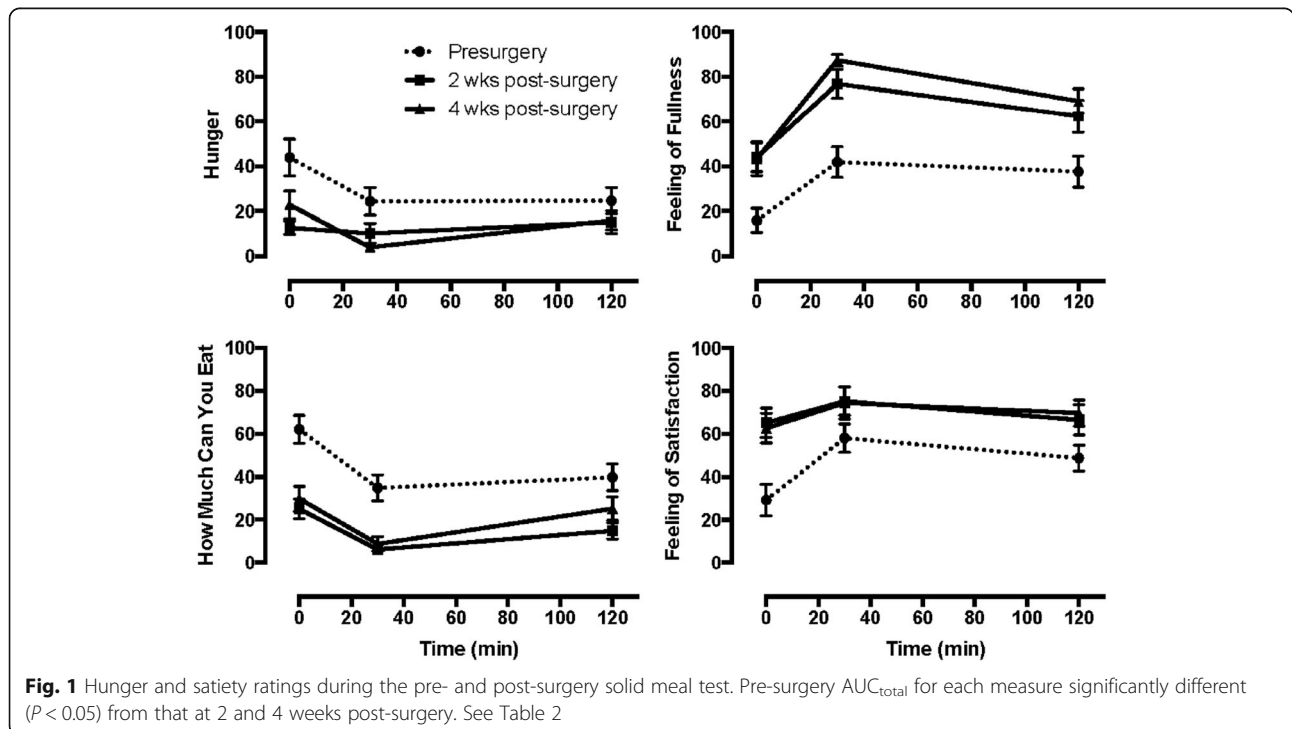 100
80
60
40
20
0
Hunger
Presurgery
2 wks post-surgery
4 wks post-surgery
0 20 40 60 80 100 120
100
80
60
40
20
0
Feeling of Fullness
0 20 40 60 80 100 120
100
80
60
40
20
0
How Much Can You Eat
0 20 40 60 80 100 120
Time (min)
100
80
60
40
20
0
Feeling of Satisfaction
0 20 40 60 80 100 120
Time (min)
Fig. 1 Hunger and satiety ratings during the pre- and post-surgery solid meal test. Pre-surgery AUCtotal for each measure significantly different
(P < 0.05) from that at 2 and 4 weeks post-surgery. See Table 2